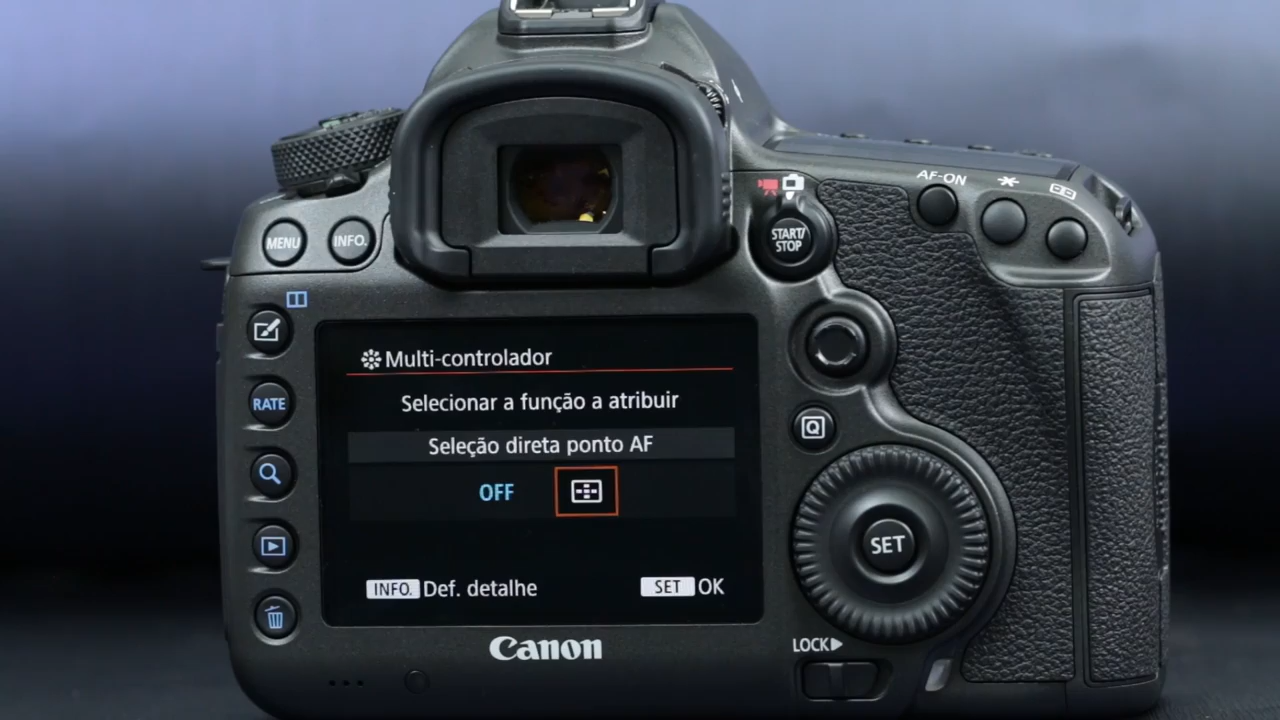 AF-ON
MENU
INFO.
START/
STOP
RATE
Multi-controlador
Selecionar a função a atribuir
Seleção direta ponto AF
OFF
Q
SET
INFO. Def. detalhe
SET OK
Canon
LOCK